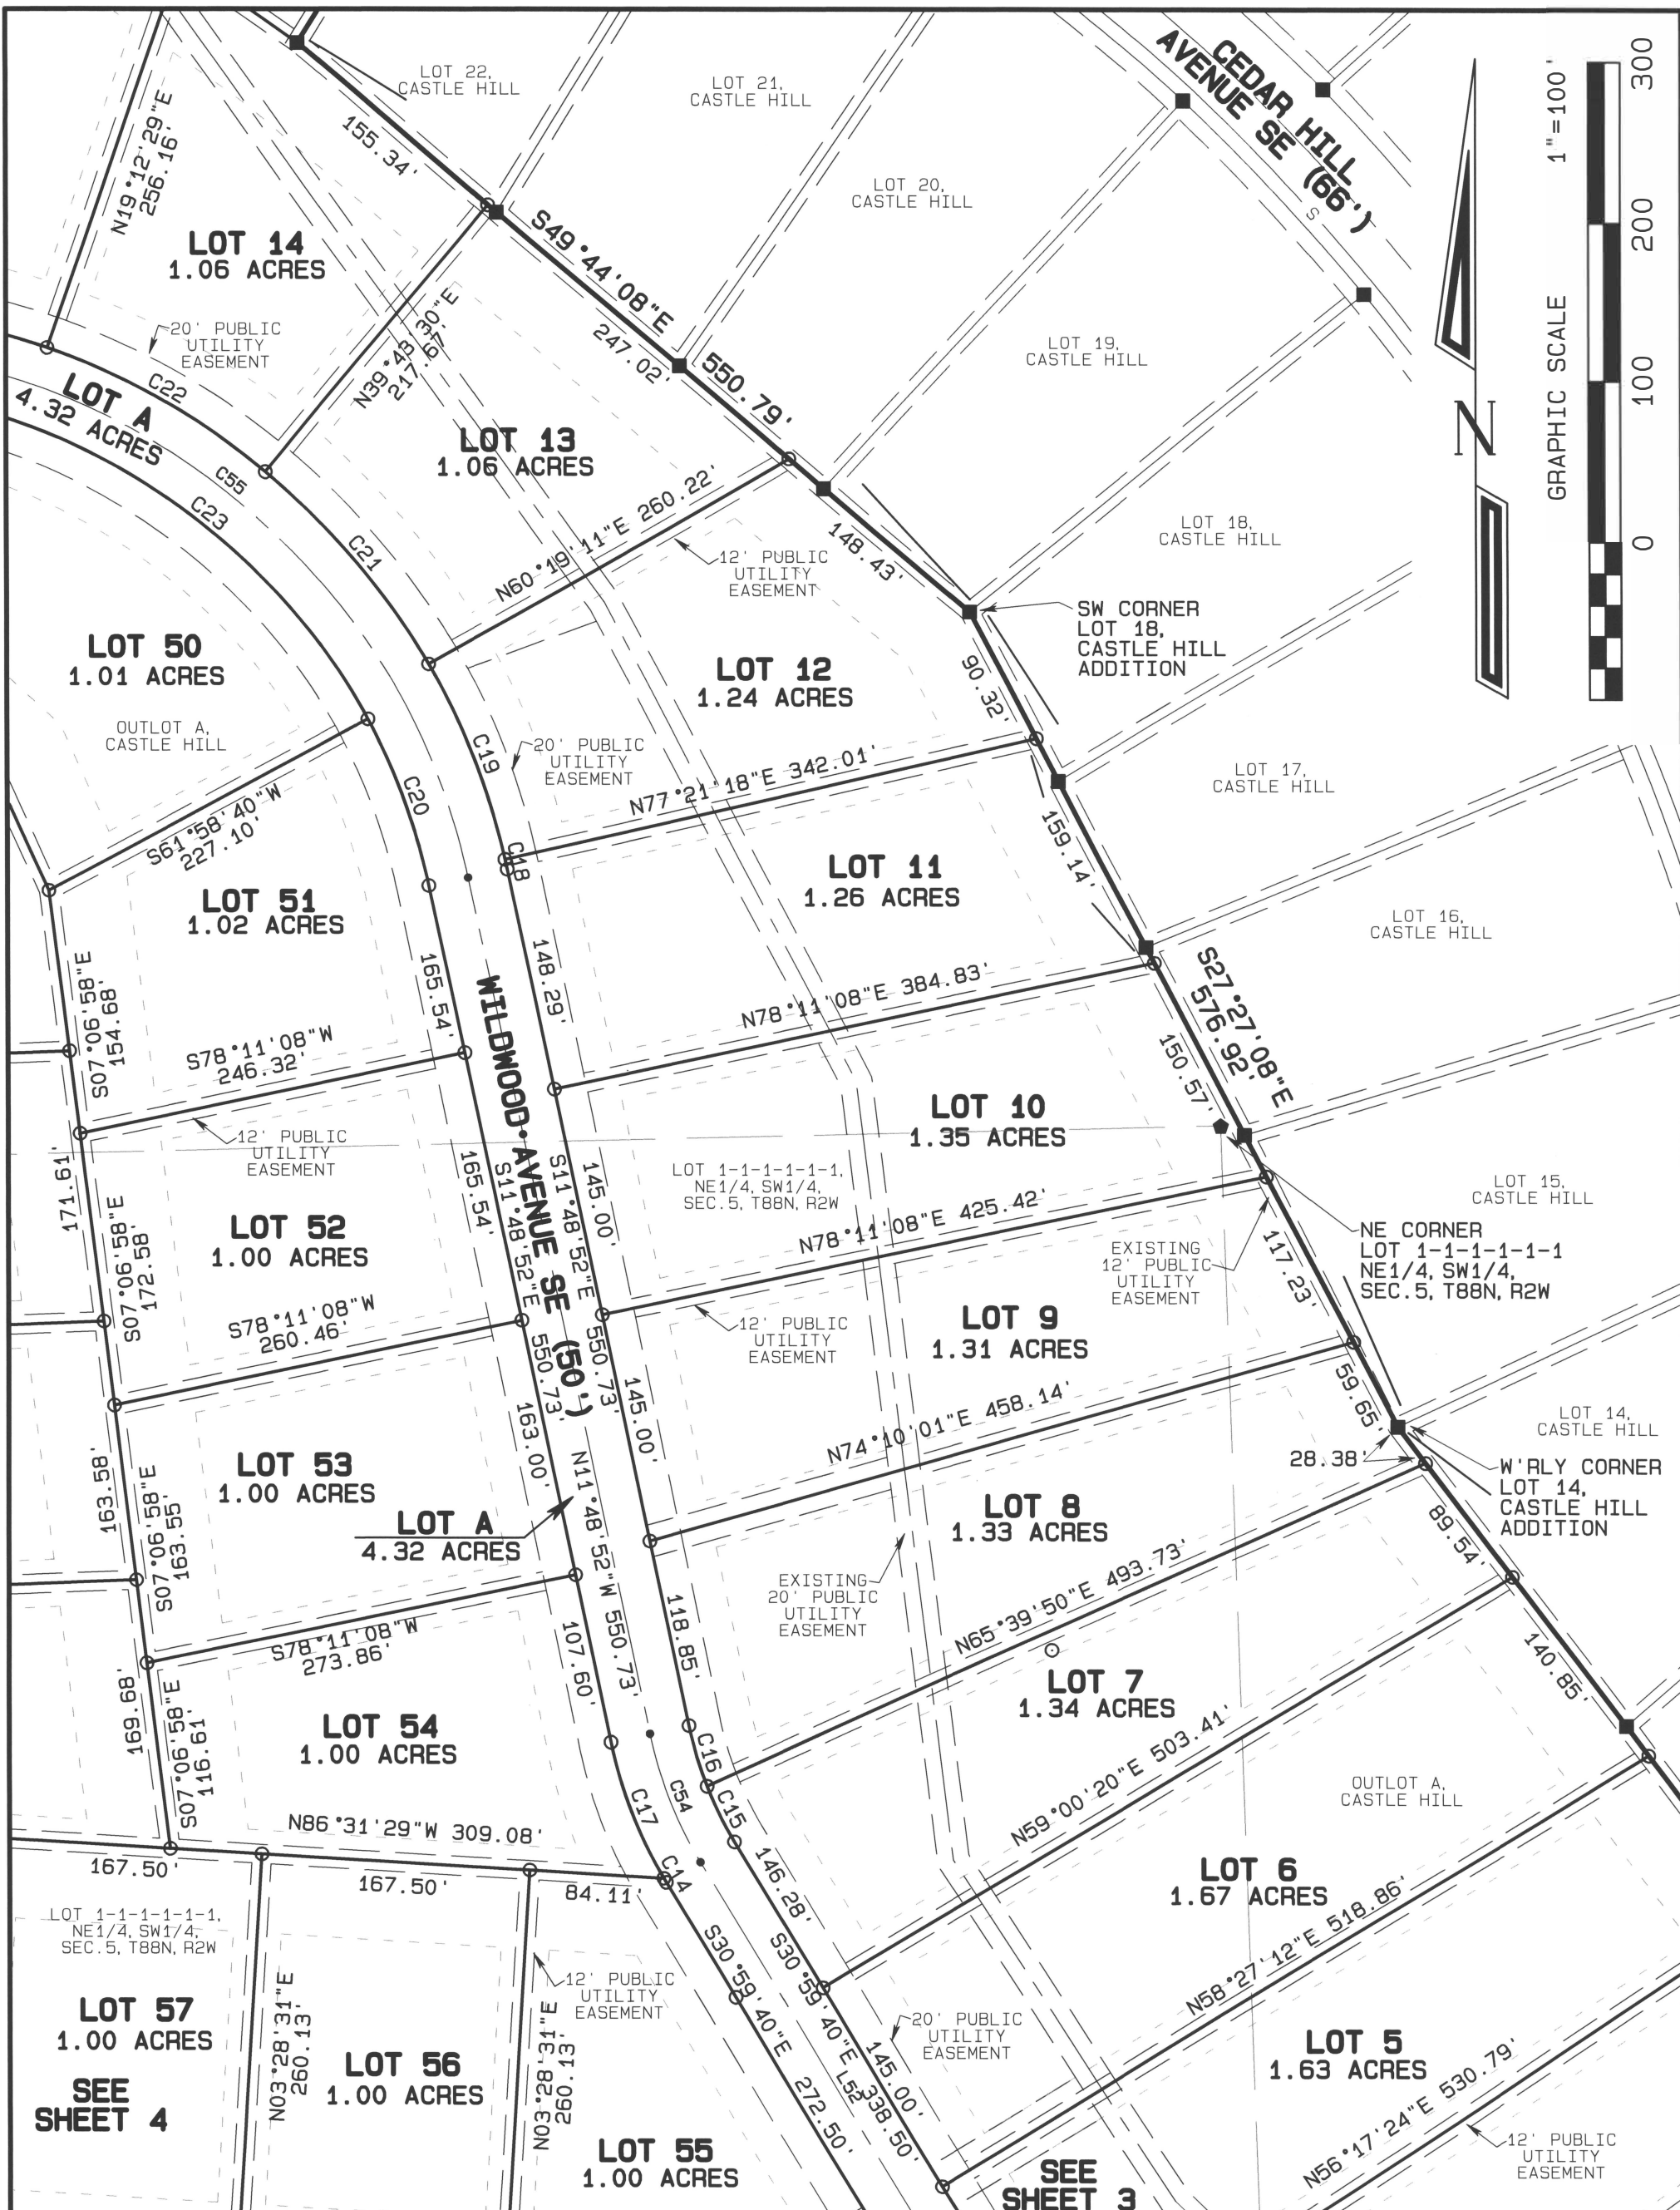 LOT 22,
CASTLE HILL
LOT 21,
CASTLE HILL
CEDAR HILL
AVENUE SE (66')
S
1"=100'
GRAPHIC SCALE
0
100
200
300
N
N19°12'29"E
256.16'
155.34'
LOT 14
1.06 ACRES
20' PUBLIC
UTILITY
EASEMENT
LOT 20,
CASTLE HILL
S49°44'08"E 550.79'
247.02'
N39°43'30"E
217.67'
LOT 19,
CASTLE HILL
C22
LOT A
4.32 ACRES
C55
C23
C21
LOT 13
1.06 ACRES
N60°19'11"E 260.22'
12' PUBLIC
UTILITY
EASEMENT
148.43'
LOT 18,
CASTLE HILL
SW CORNER
LOT 18,
CASTLE HILL
ADDITION
LOT 50
1.01 ACRES
OUTLOT A,
CASTLE HILL
LOT 12
1.24 ACRES
90.32'
C19
20' PUBLIC
UTILITY
EASEMENT
N77°21'18"E 342.01'
LOT 17,
CASTLE HILL
C20
S61°58'40"W
227.10'
C18
159.14'
LOT 11
1.26 ACRES
LOT 51
1.02 ACRES
LOT 16,
CASTLE HILL
165.54'
148.29'
N78°11'08"E 384.83'
S27°27'08"E
576.92'
S07°06'58"E
154.68'
S78°11'08"W
246.32'
WILDWOOD AVENUE SE (50')
150.57'
LOT 10
1.35 ACRES
12' PUBLIC
UTILITY
EASEMENT
171.61'
165.54'
S11°48'52"E 550.73'
S11°48'52"E 550.73'
145.00'
LOT 1-1-1-1-1-1,
NE1/4, SW1/4,
SEC.5, T88N, R2W
LOT 15,
CASTLE HILL
LOT 52
1.00 ACRES
S07°06'58"E
172.58'
N78°11'08"E 425.42'
EXISTING
12' PUBLIC
UTILITY
EASEMENT
117.23'
NE CORNER
LOT 1-1-1-1-1-1
NE1/4, SW1/4,
SEC.5, T88N, R2W
S78°11'08"W
260.46'
12' PUBLIC
UTILITY
EASEMENT
LOT 9
1.31 ACRES
163.00'
145.00'
59.65'
N74°10'01"E 458.14'
LOT 14,
CASTLE HILL
28.38'
W'RLY CORNER
LOT 14,
CASTLE HILL
ADDITION
163.58'
LOT 53
1.00 ACRES
S07°06'58"E
163.55'
LOT A
4.32 ACRES
N11°48'52"W 550.73'
LOT 8
1.33 ACRES
89.54'
EXISTING
20' PUBLIC
UTILITY
EASEMENT
N65°39'50"E 493.73'
S78°11'08"W
273.86'
107.60'
118.85'
140.85'
169.68'
S07°06'58"E
116.61'
LOT 54
1.00 ACRES
LOT 7
1.34 ACRES
C16
C54
C17
C15
N59°00'20"E 503.41'
OUTLOT A,
CASTLE HILL
N86°31'29"W 309.08'
167.50'
167.50'
84.11'
C14
146.28'
LOT 6
1.67 ACRES
LOT 1-1-1-1-1-1,
NE1/4, SW1/4,
SEC.5, T88N, R2W
S30°59'40"E
272.50'
S30°59'40"E 338.50'
L52
145.00'
N58°27'12"E 518.86'
12' PUBLIC
UTILITY
EASEMENT
20' PUBLIC
UTILITY
EASEMENT
LOT 57
1.00 ACRES
SEE
SHEET 4
N03°28'31"E
260.13'
LOT 56
1.00 ACRES
N03°28'31"E
260.13'
LOT 55
1.00 ACRES
LOT 5
1.63 ACRES
N56°17'24"E 530.79'
12' PUBLIC
UTILITY
EASEMENT
SEE
SHEET 3